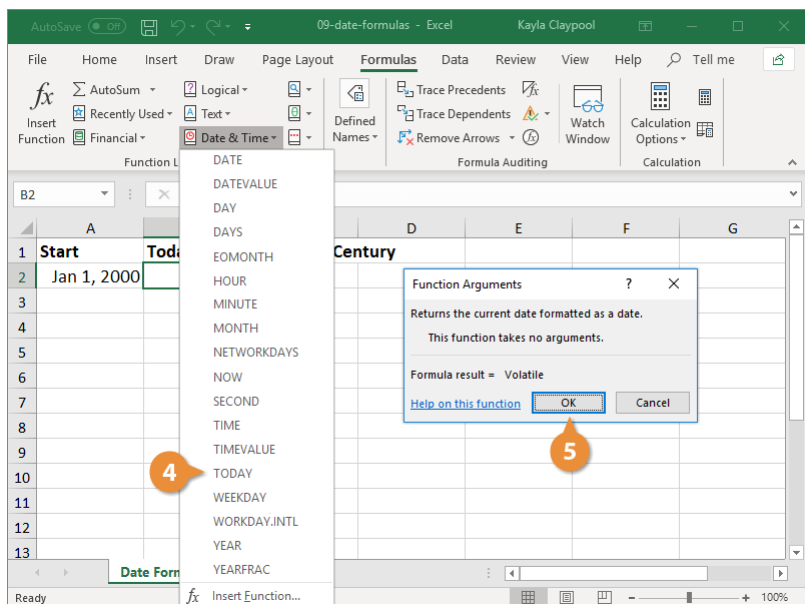 AutoSave Off 09-date-formulas - Excel Kayla Claypool
File Home Insert Draw Page Layout Formulas Data Review View Help Tell me
fx Insert Function
∑ AutoSum
Recently Used
Financial
? Logical
A Text
Date & Time
Defined Names
Trace Precedents fx
Trace Dependents
Remove Arrows fx
Watch Window
Calculation Options
Function L
Formula Auditing
Calculation
B2
A D E F G
1 Start Toda Century
2 Jan 1, 2000
3
4
5
6
7
8
9
10
11
12
13
DATE
DATEVALUE
DAY
DAYS
EOMONTH
HOUR
MINUTE
MONTH
NETWORKDAYS
NOW
SECOND
TIME
TIMEVALUE
4 TODAY
WEEKDAY
WORKDAY.INTL
YEAR
YEARFRAC
fx Insert Function...
Function Arguments ? X
Returns the current date formatted as a date.
This function takes no arguments.
Formula result = Volatile
Help on this function OK Cancel
5
Date Form
Ready 100%